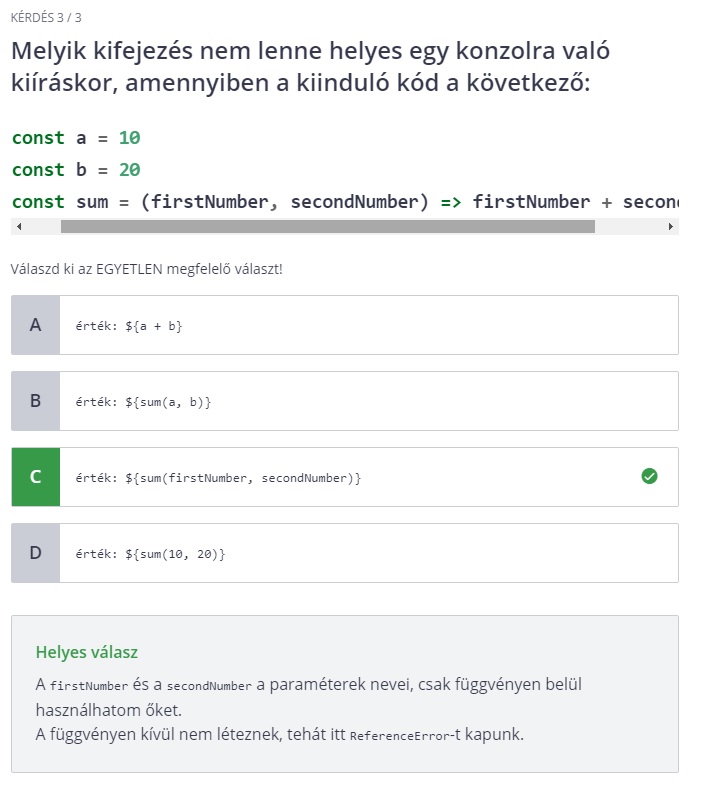 KÉRDÉS 3 / 3
Melyik kifejezés nem lenne helyes egy konzolra való
kiíráskor, amennyiben a kiinduló kód a következő:
const a = 10
const b = 20
const sum = (firstNumber, secondNumber) => firstNumber + secon
Válaszd ki az EGYETLEN megfelelő választ!
A érték: ${a + b}
B érték: ${sum(a, b)}
C érték: ${sum(firstNumber, secondNumber)}
D érték: ${sum(10, 20)}
Helyes válasz
A firstNumber és a secondNumber a paraméterek nevei, csak függvényen belül
használhatom őket.
A függvényen kívül nem léteznek, tehát itt ReferenceError-t kapunk.